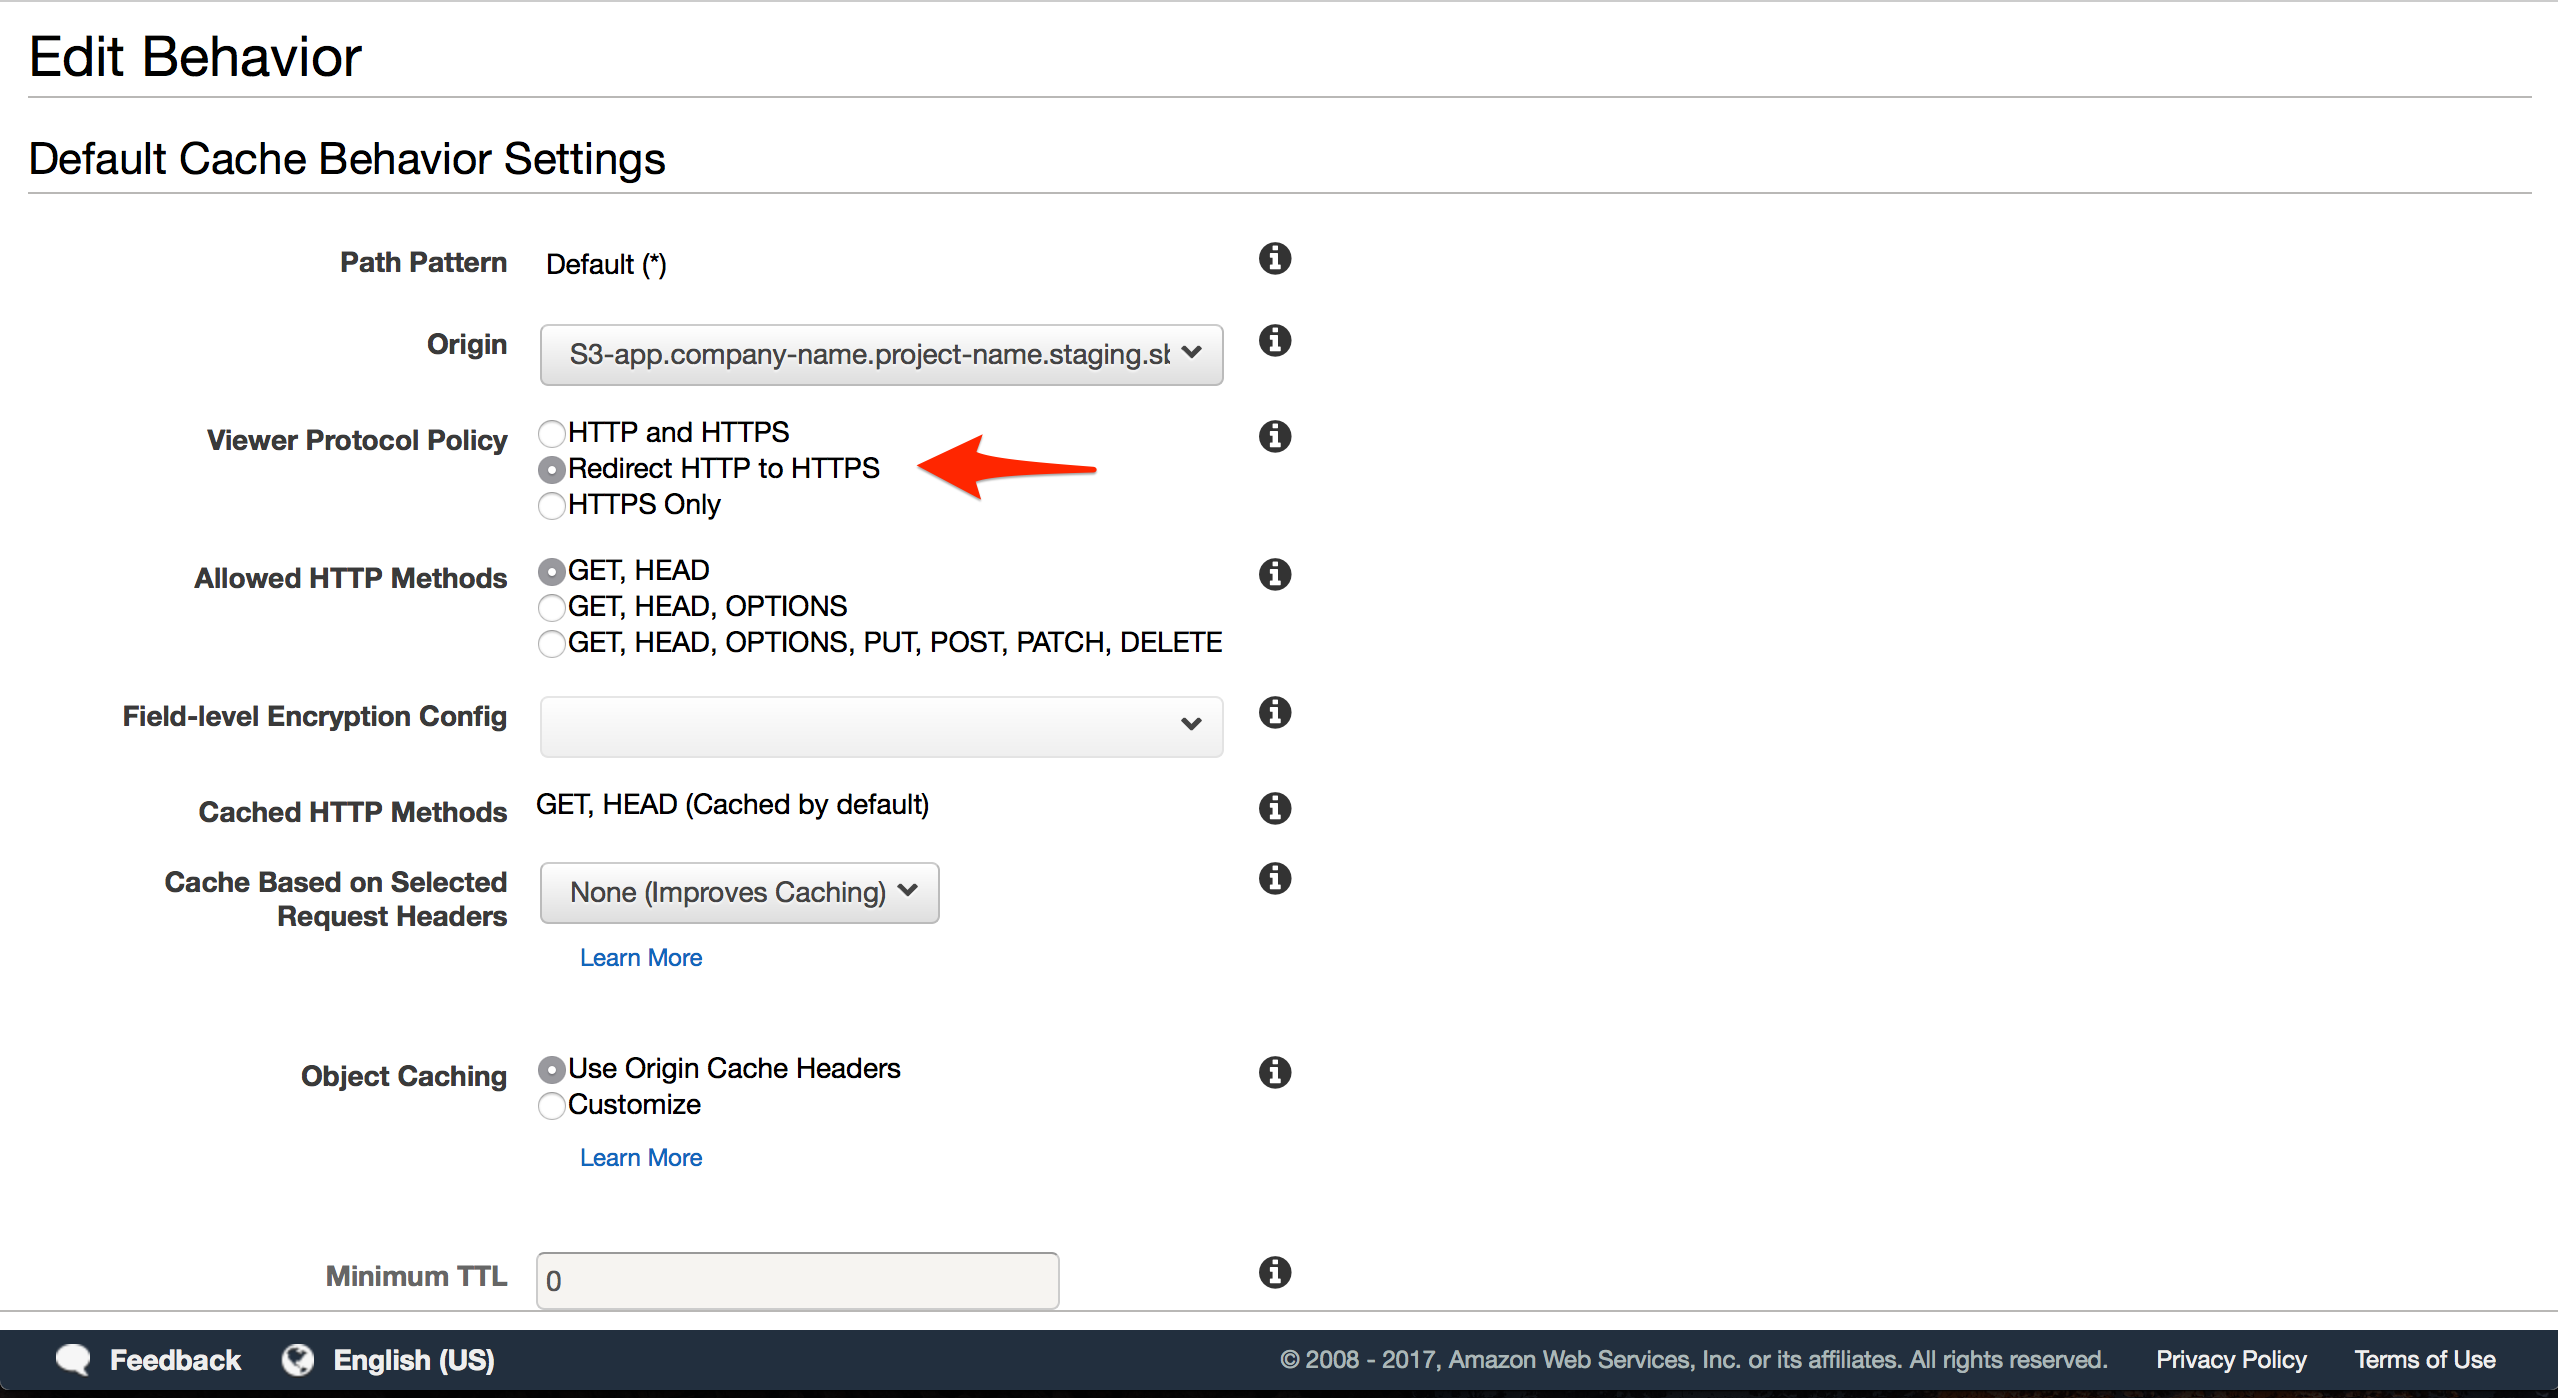 Edit Behavior
Default Cache Behavior Settings
Path Pattern Default (*)
Origin S3-app.company-name.project-name.staging.sb
Viewer Protocol Policy HTTP and HTTPS
Redirect HTTP to HTTPS
HTTPS Only
Allowed HTTP Methods GET, HEAD
GET, HEAD, OPTIONS
GET, HEAD, OPTIONS, PUT, POST, PATCH, DELETE
Field-level Encryption Config
Cached HTTP Methods GET, HEAD (Cached by default)
Cache Based on Selected
Request Headers None (Improves Caching)
Learn More
Object Caching Use Origin Cache Headers
Customize
Learn More
Minimum TTL 0
Feedback English (US) © 2008 - 2017, Amazon Web Services, Inc. or its affiliates. All rights reserved. Privacy Policy Terms of Use